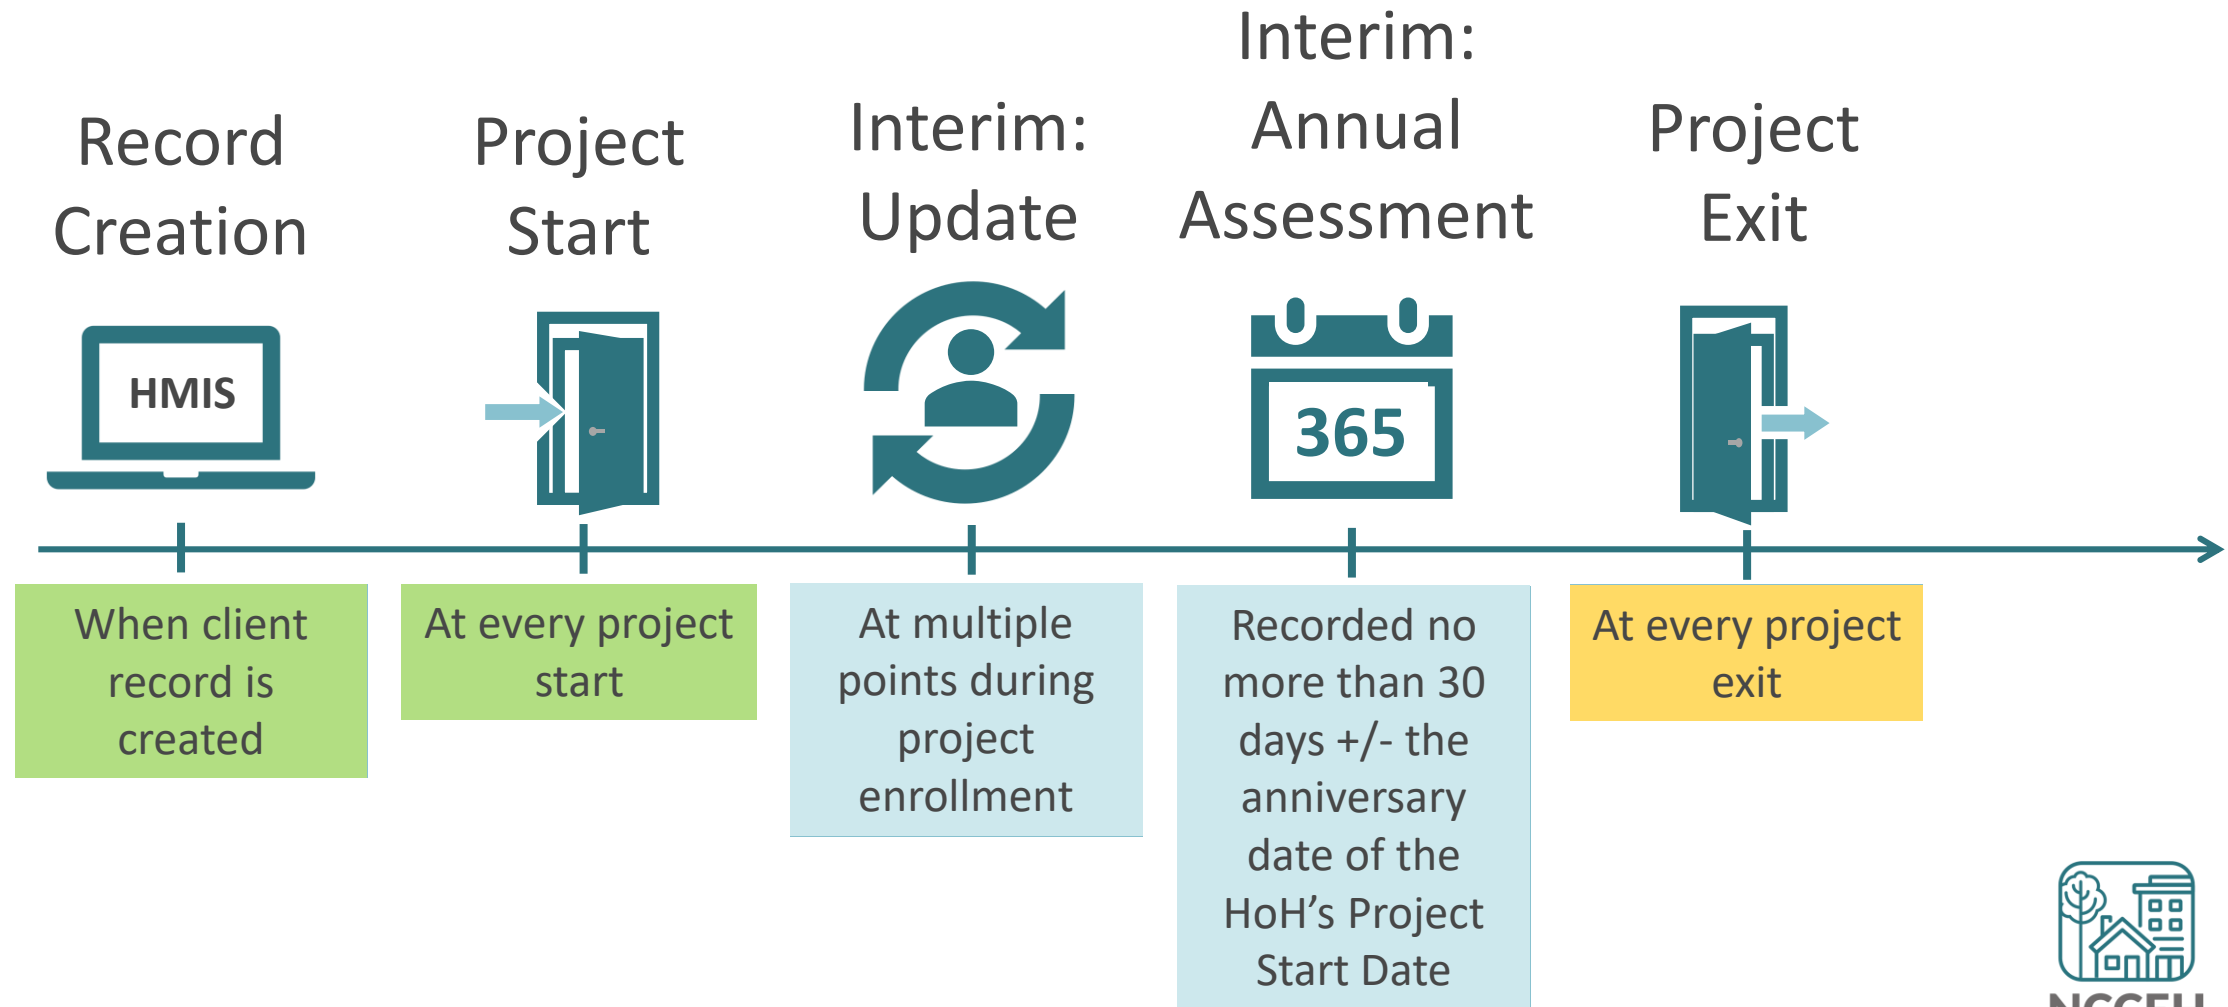 Record
Creation
Project
Start
Interim:
Update
Interim:
Annual
Assessment
Project
Exit
HMIS
365
When client
record is
created
At every project
start
At multiple
points during
project
enrollment
Recorded no
more than 30
days +/- the
anniversary
date of the
HoH’s Project
Start Date
At every project
exit